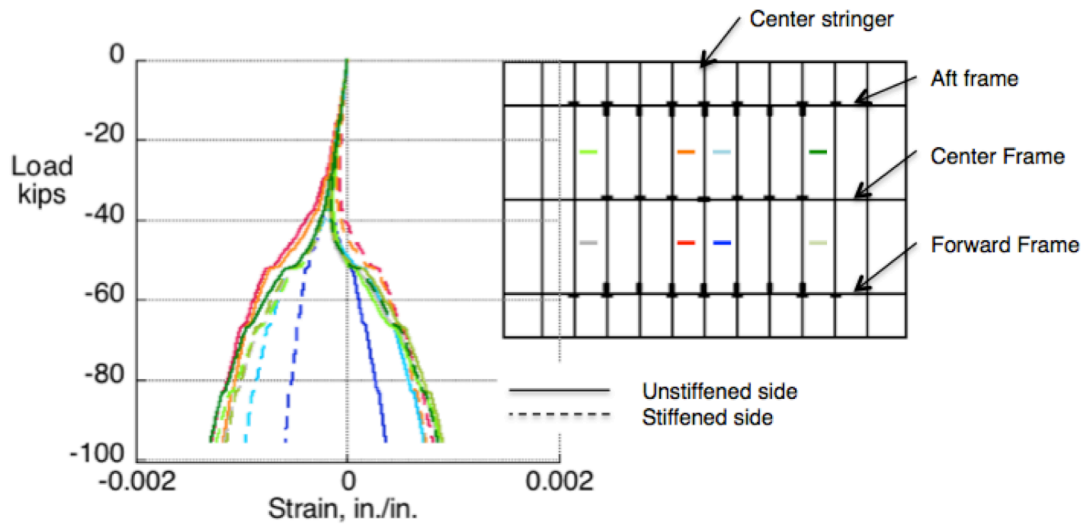 Center stringer
0
Aft frame
-20
Load
kips
Center Frame
-40
Forward Frame
-60
-80
Unstiffened side
Stiffened side
-100
-0.002
0
0.002
Strain, in./in.